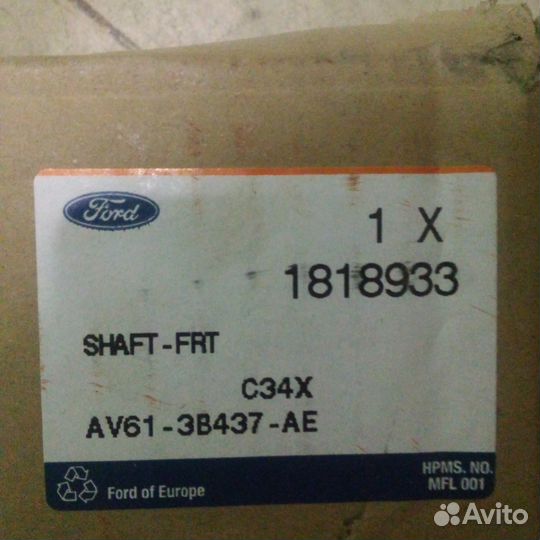 Ford
1 X
1818933
SHAFT-FRT
C34X
AV61-3B437-AE
Ford of Europe
HPMS. NO.
MFL 001
Avito